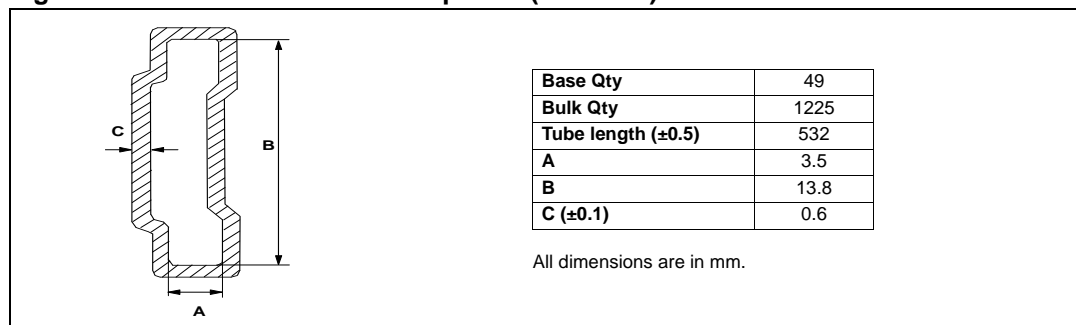 C
B
A
Base Qty 49
Bulk Qty 1225
Tube length (±0.5) 532
A 3.5
B 13.8
C (±0.1) 0.6
All dimensions are in mm.